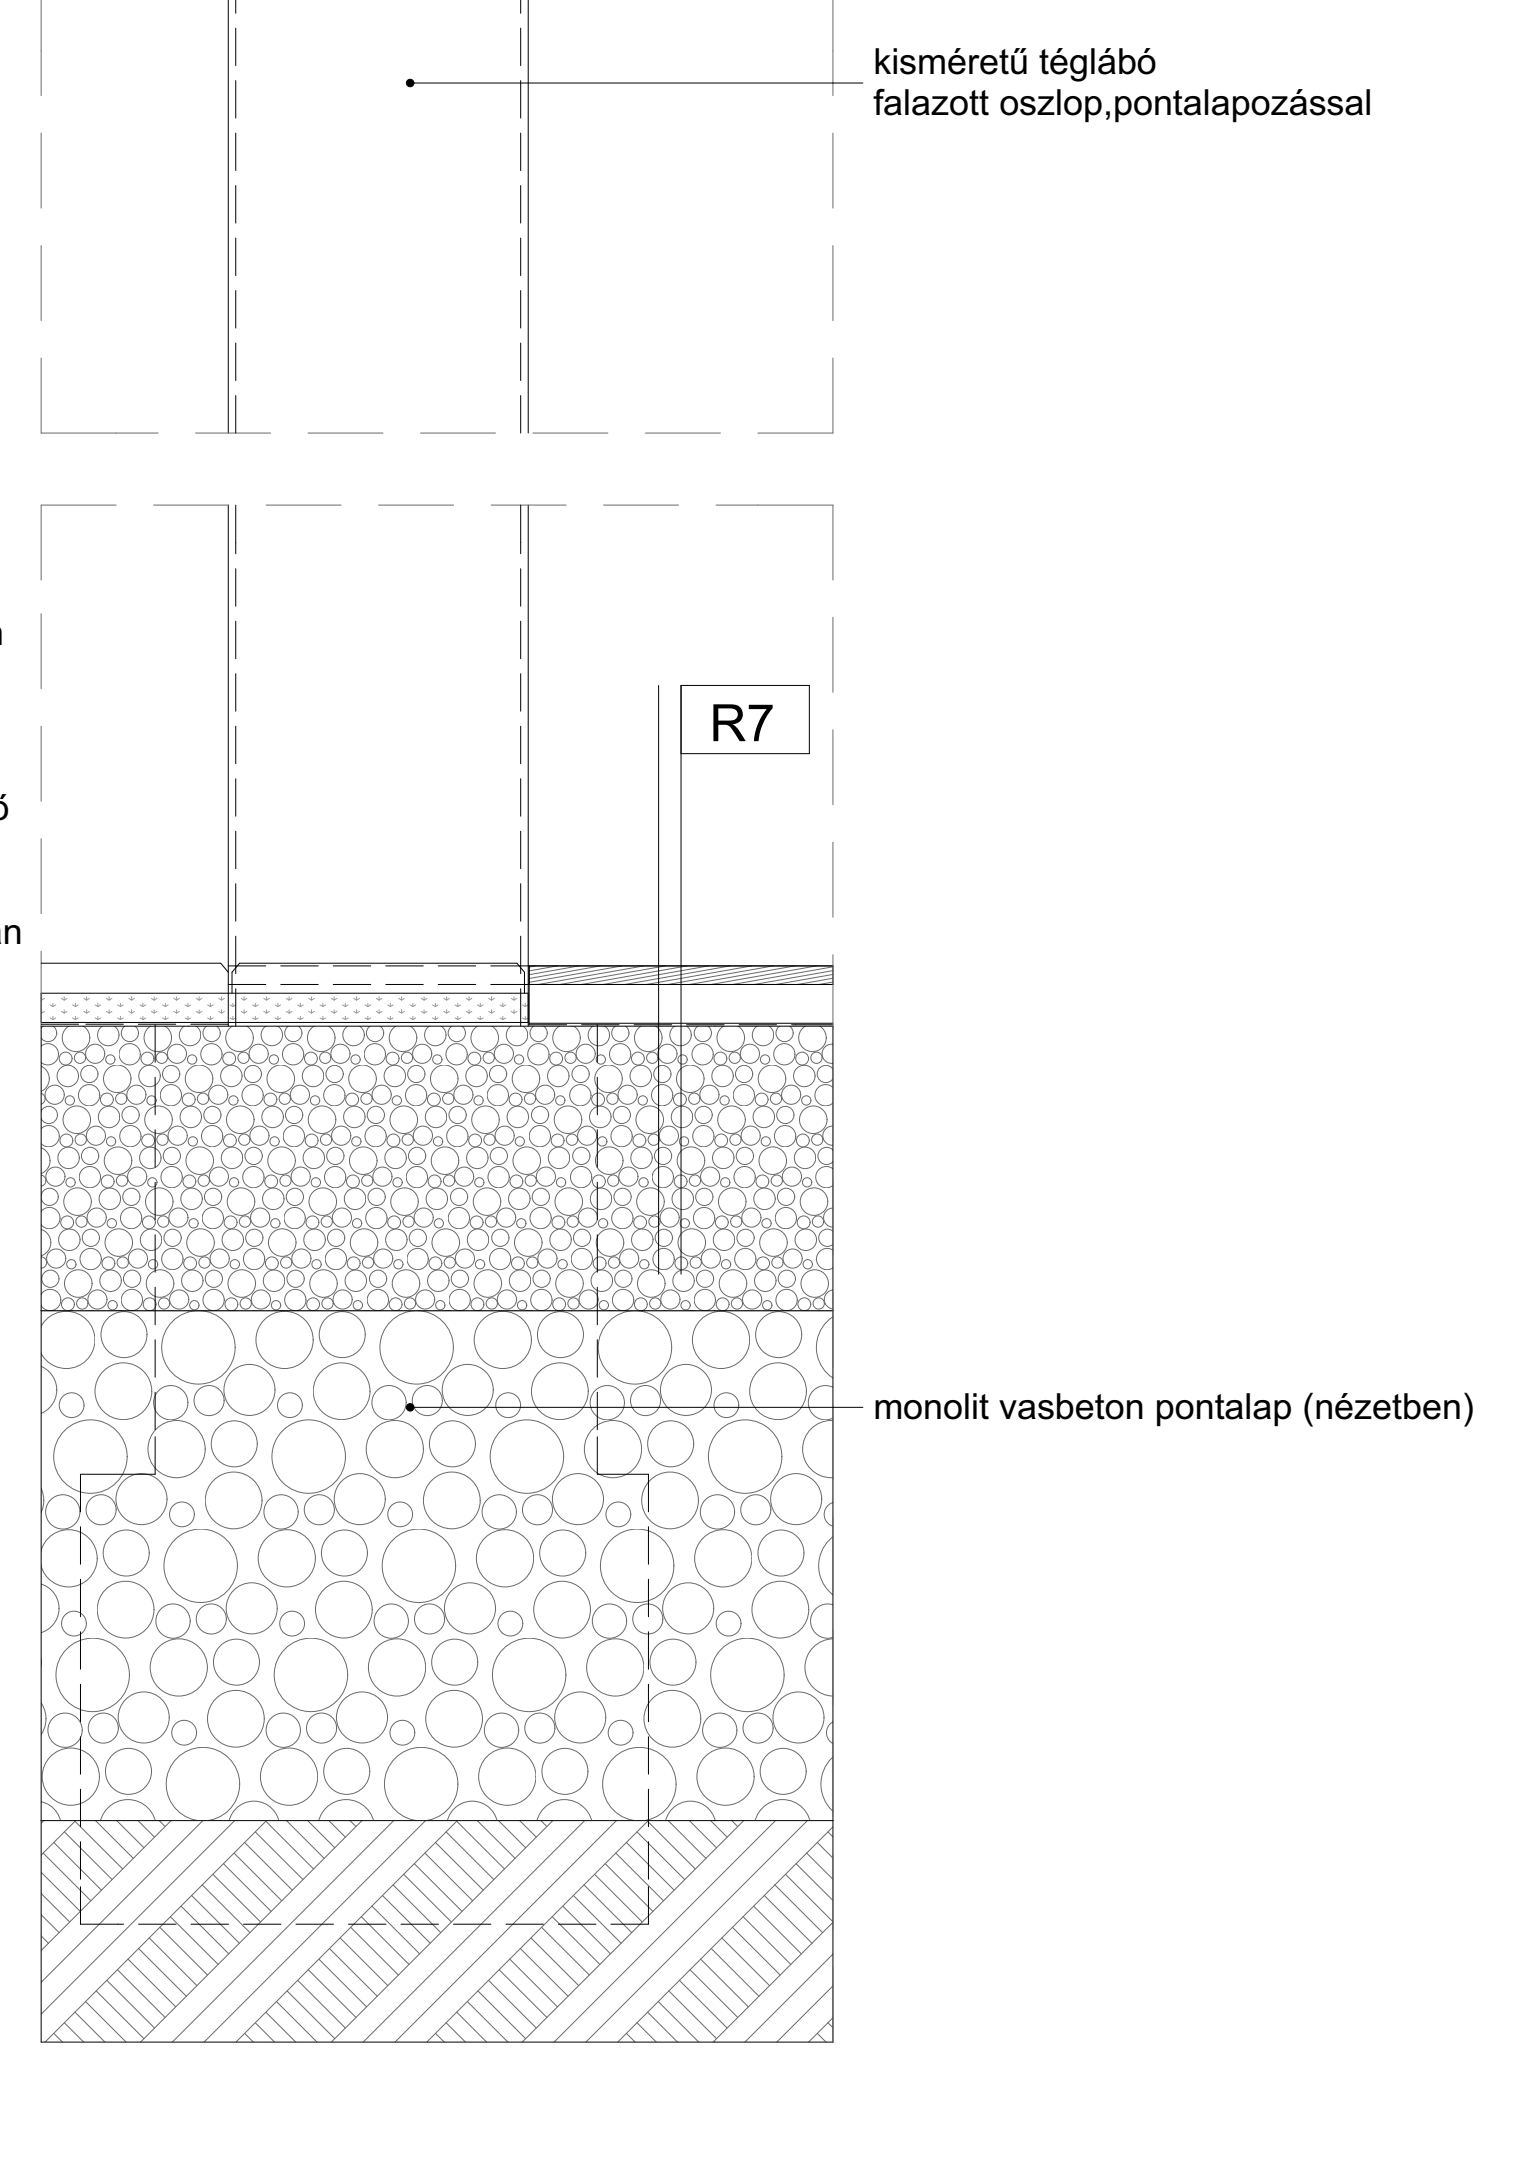 kisméretű téglábó
falazott oszlop,pontalapozással
R7
monolit vasbeton pontalap (nézetben)